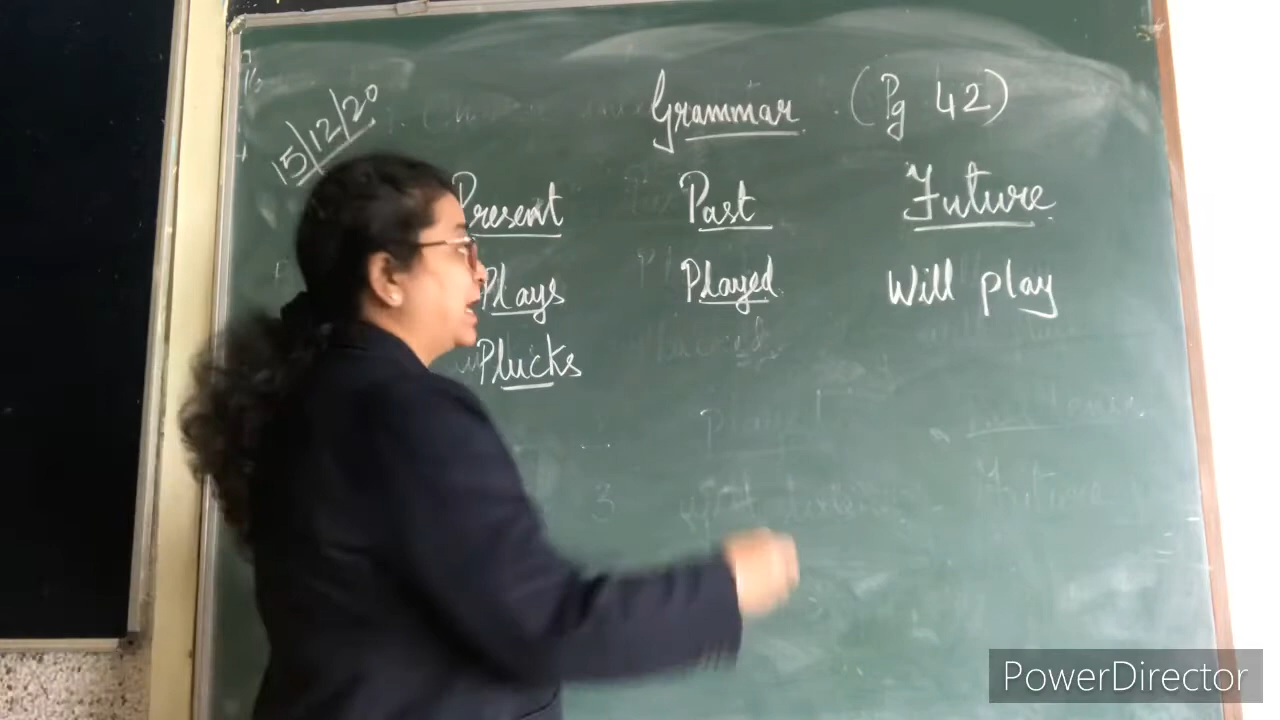 15/12/20
Grammar. (Pg 42)
Present Past Future
Plays Played Will play
Plucks
PowerDirector